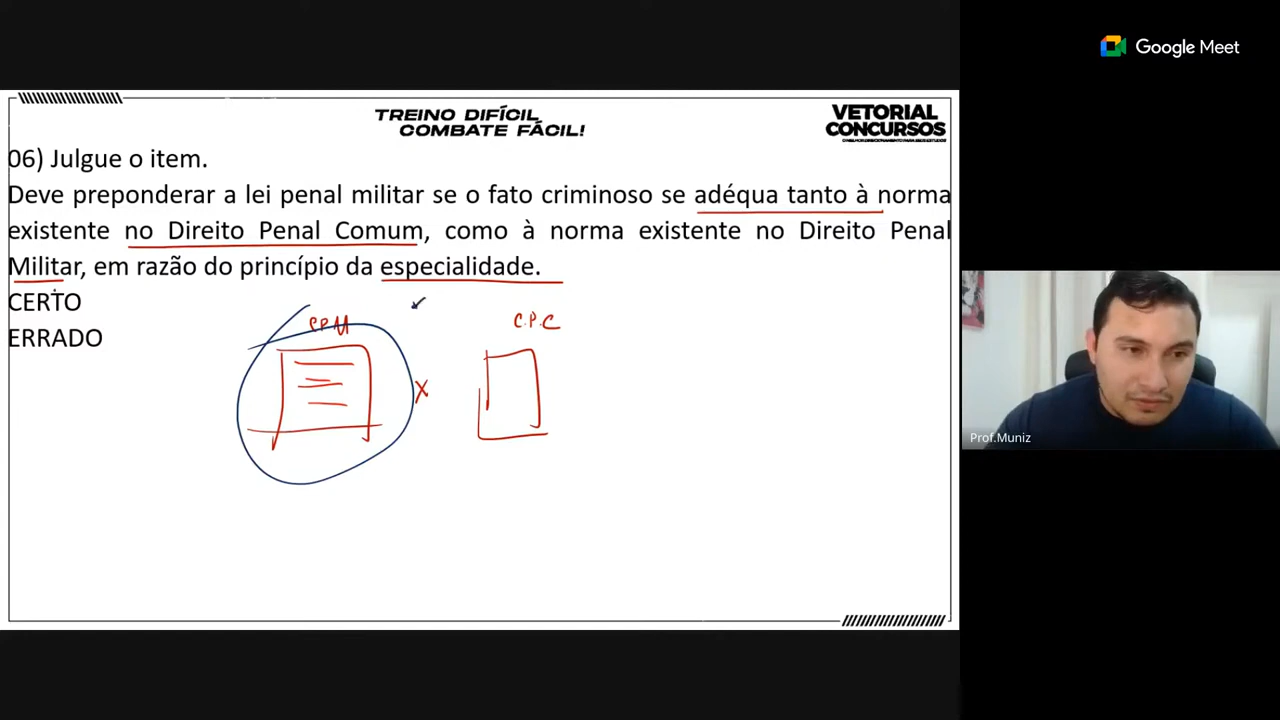 Google Meet
TREINO DIFÍCIL
COMBATE FÁCIL!
VETORIAL
CONCURSOS
06) Julgue o item.
Deve preponderar a lei penal militar se o fato criminoso se adéqua tanto à norma
existente no Direito Penal Comum, como à norma existente no Direito Penal
Militar, em razão do princípio da especialidade.
CERTO
ERRADO
C.P.M
C.P.C
X
Prof.Muniz